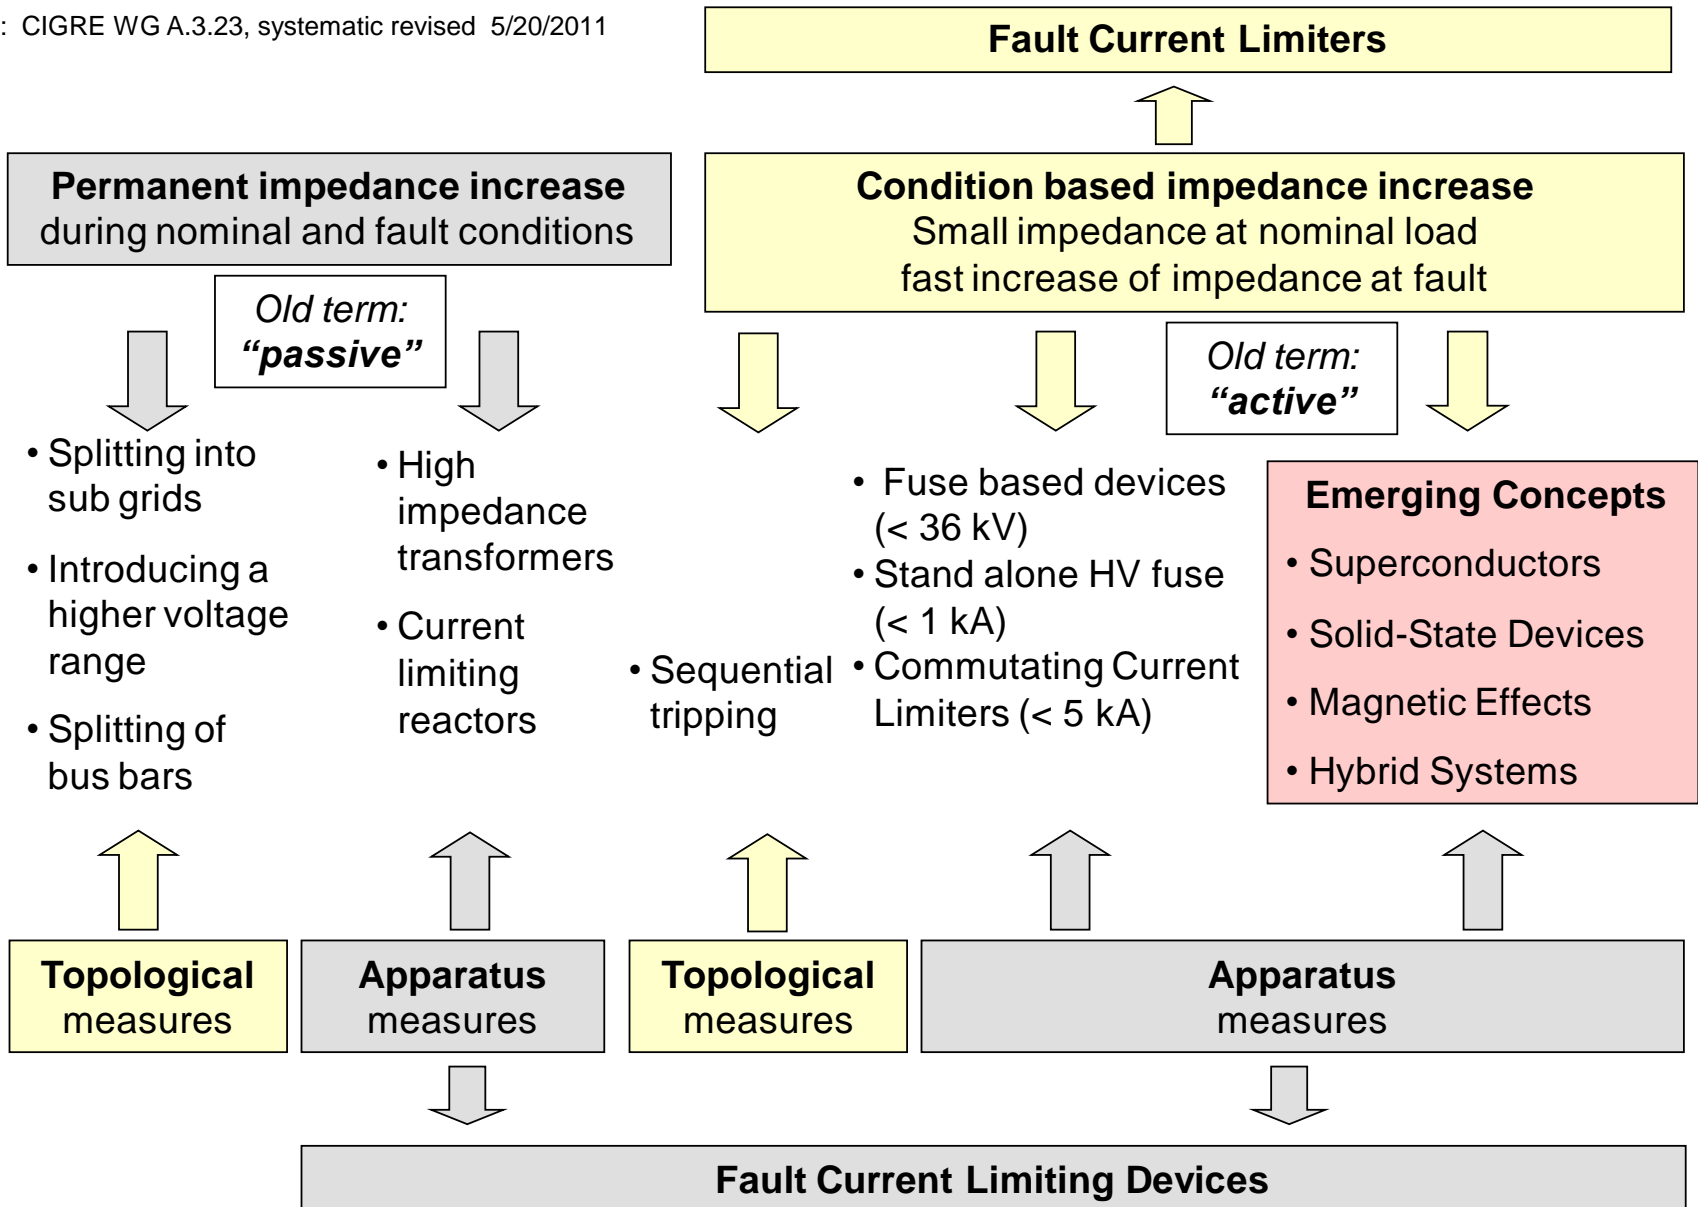 : CIGRE WG A.3.23, systematic revised 5/20/2011
Fault Current Limiters
Permanent impedance increase
during nominal and fault conditions
Condition based impedance increase
Small impedance at nominal load
fast increase of impedance at fault
Old term:
“passive”
Old term:
“active”
• Splitting into
sub grids
• Introducing a
higher voltage
range
• Splitting of
bus bars
• High
impedance
transformers
• Current
limiting
reactors
• Sequential
tripping
• Fuse based devices
(< 36 kV)
• Stand alone HV fuse
(< 1 kA)
• Commutating Current
Limiters (< 5 kA)
Emerging Concepts
• Superconductors
• Solid-State Devices
• Magnetic Effects
• Hybrid Systems
Topological
measures
Apparatus
measures
Topological
measures
Apparatus
measures
Fault Current Limiting Devices